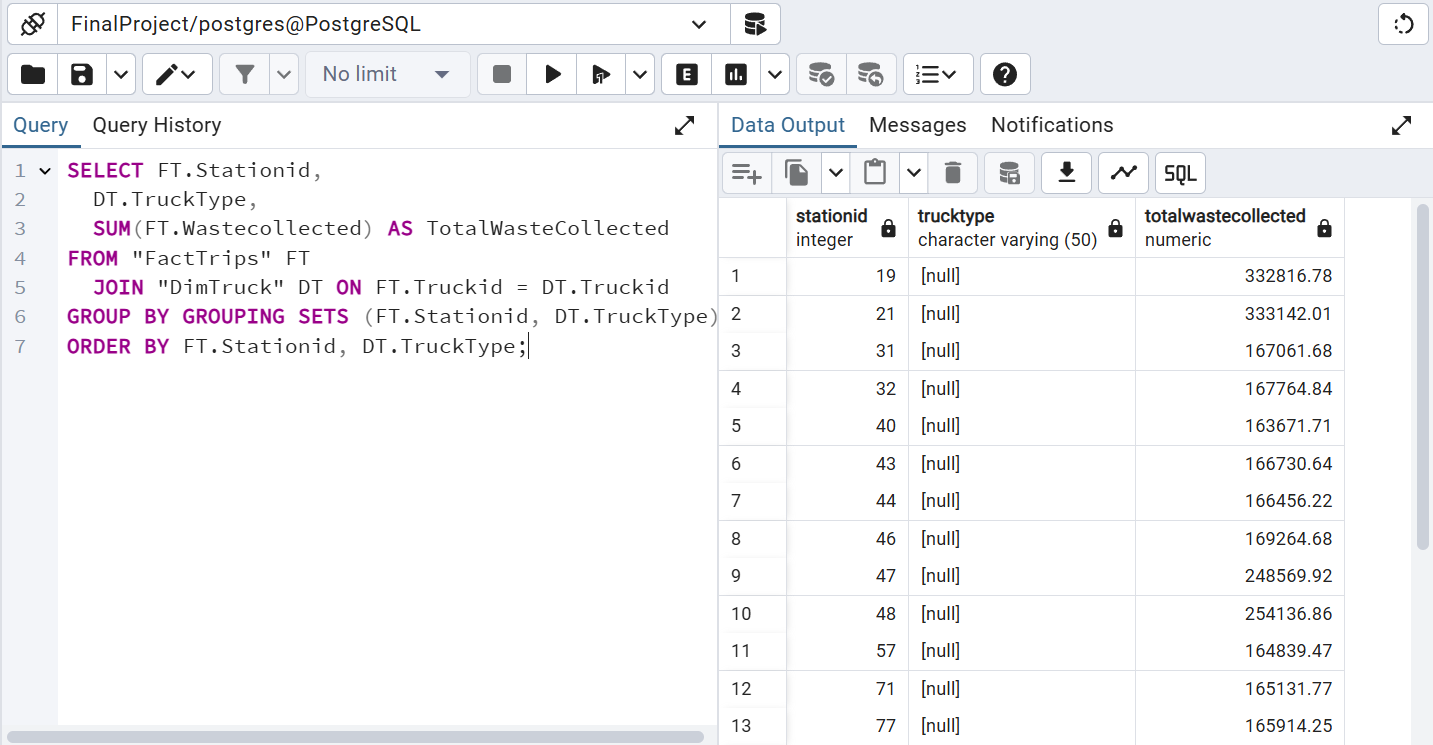 FinalProject/postgres@PostgreSQL
No limit
Query Query History
Data Output Messages Notifications
1 SELECT FT.Stationid,
2 DT.TruckType,
3 SUM(FT.Wastecollected) AS TotalWasteCollected
4 FROM "FactTrips" FT
5 JOIN "DimTruck" DT ON FT.Truckid = DT.Truckid
6 GROUP BY GROUPING SETS (FT.Stationid, DT.TruckType)
7 ORDER BY FT.Stationid, DT.TruckType;
SQL
stationid trucktype totalwastecollected
integer character varying (50) numeric
1 19 [null] 332816.78
2 21 [null] 333142.01
3 31 [null] 167061.68
4 32 [null] 167764.84
5 40 [null] 163671.71
6 43 [null] 166730.64
7 44 [null] 166456.22
8 46 [null] 169264.68
9 47 [null] 248569.92
10 48 [null] 254136.86
11 57 [null] 164839.47
12 71 [null] 165131.77
13 77 [null] 165914.25